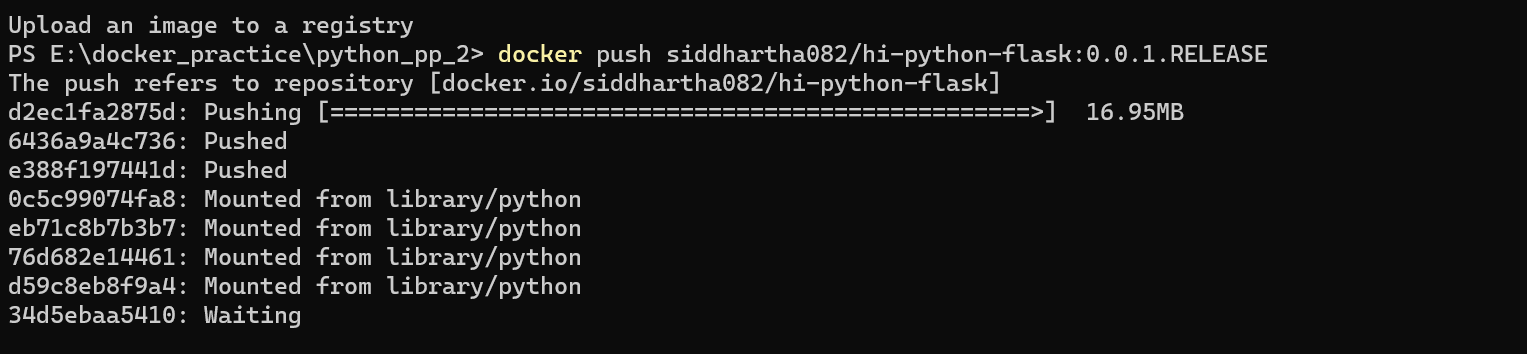 Upload an image to a registry
PS E:\docker_practice\python_pp_2> docker push siddhartha082/hi-python-flask:0.0.1.RELEASE
The push refers to repository [docker.io/siddhartha082/hi-python-flask]
d2ec1fa2875d: Pushing [==================================================>]  16.95MB
6436a9a4c736: Pushed
e388f197441d: Pushed
0c5c99074fa8: Mounted from library/python
eb71c8b7b3b7: Mounted from library/python
76d682e14461: Mounted from library/python
d59c8eb8f9a4: Mounted from library/python
34d5ebaa5410: Waiting